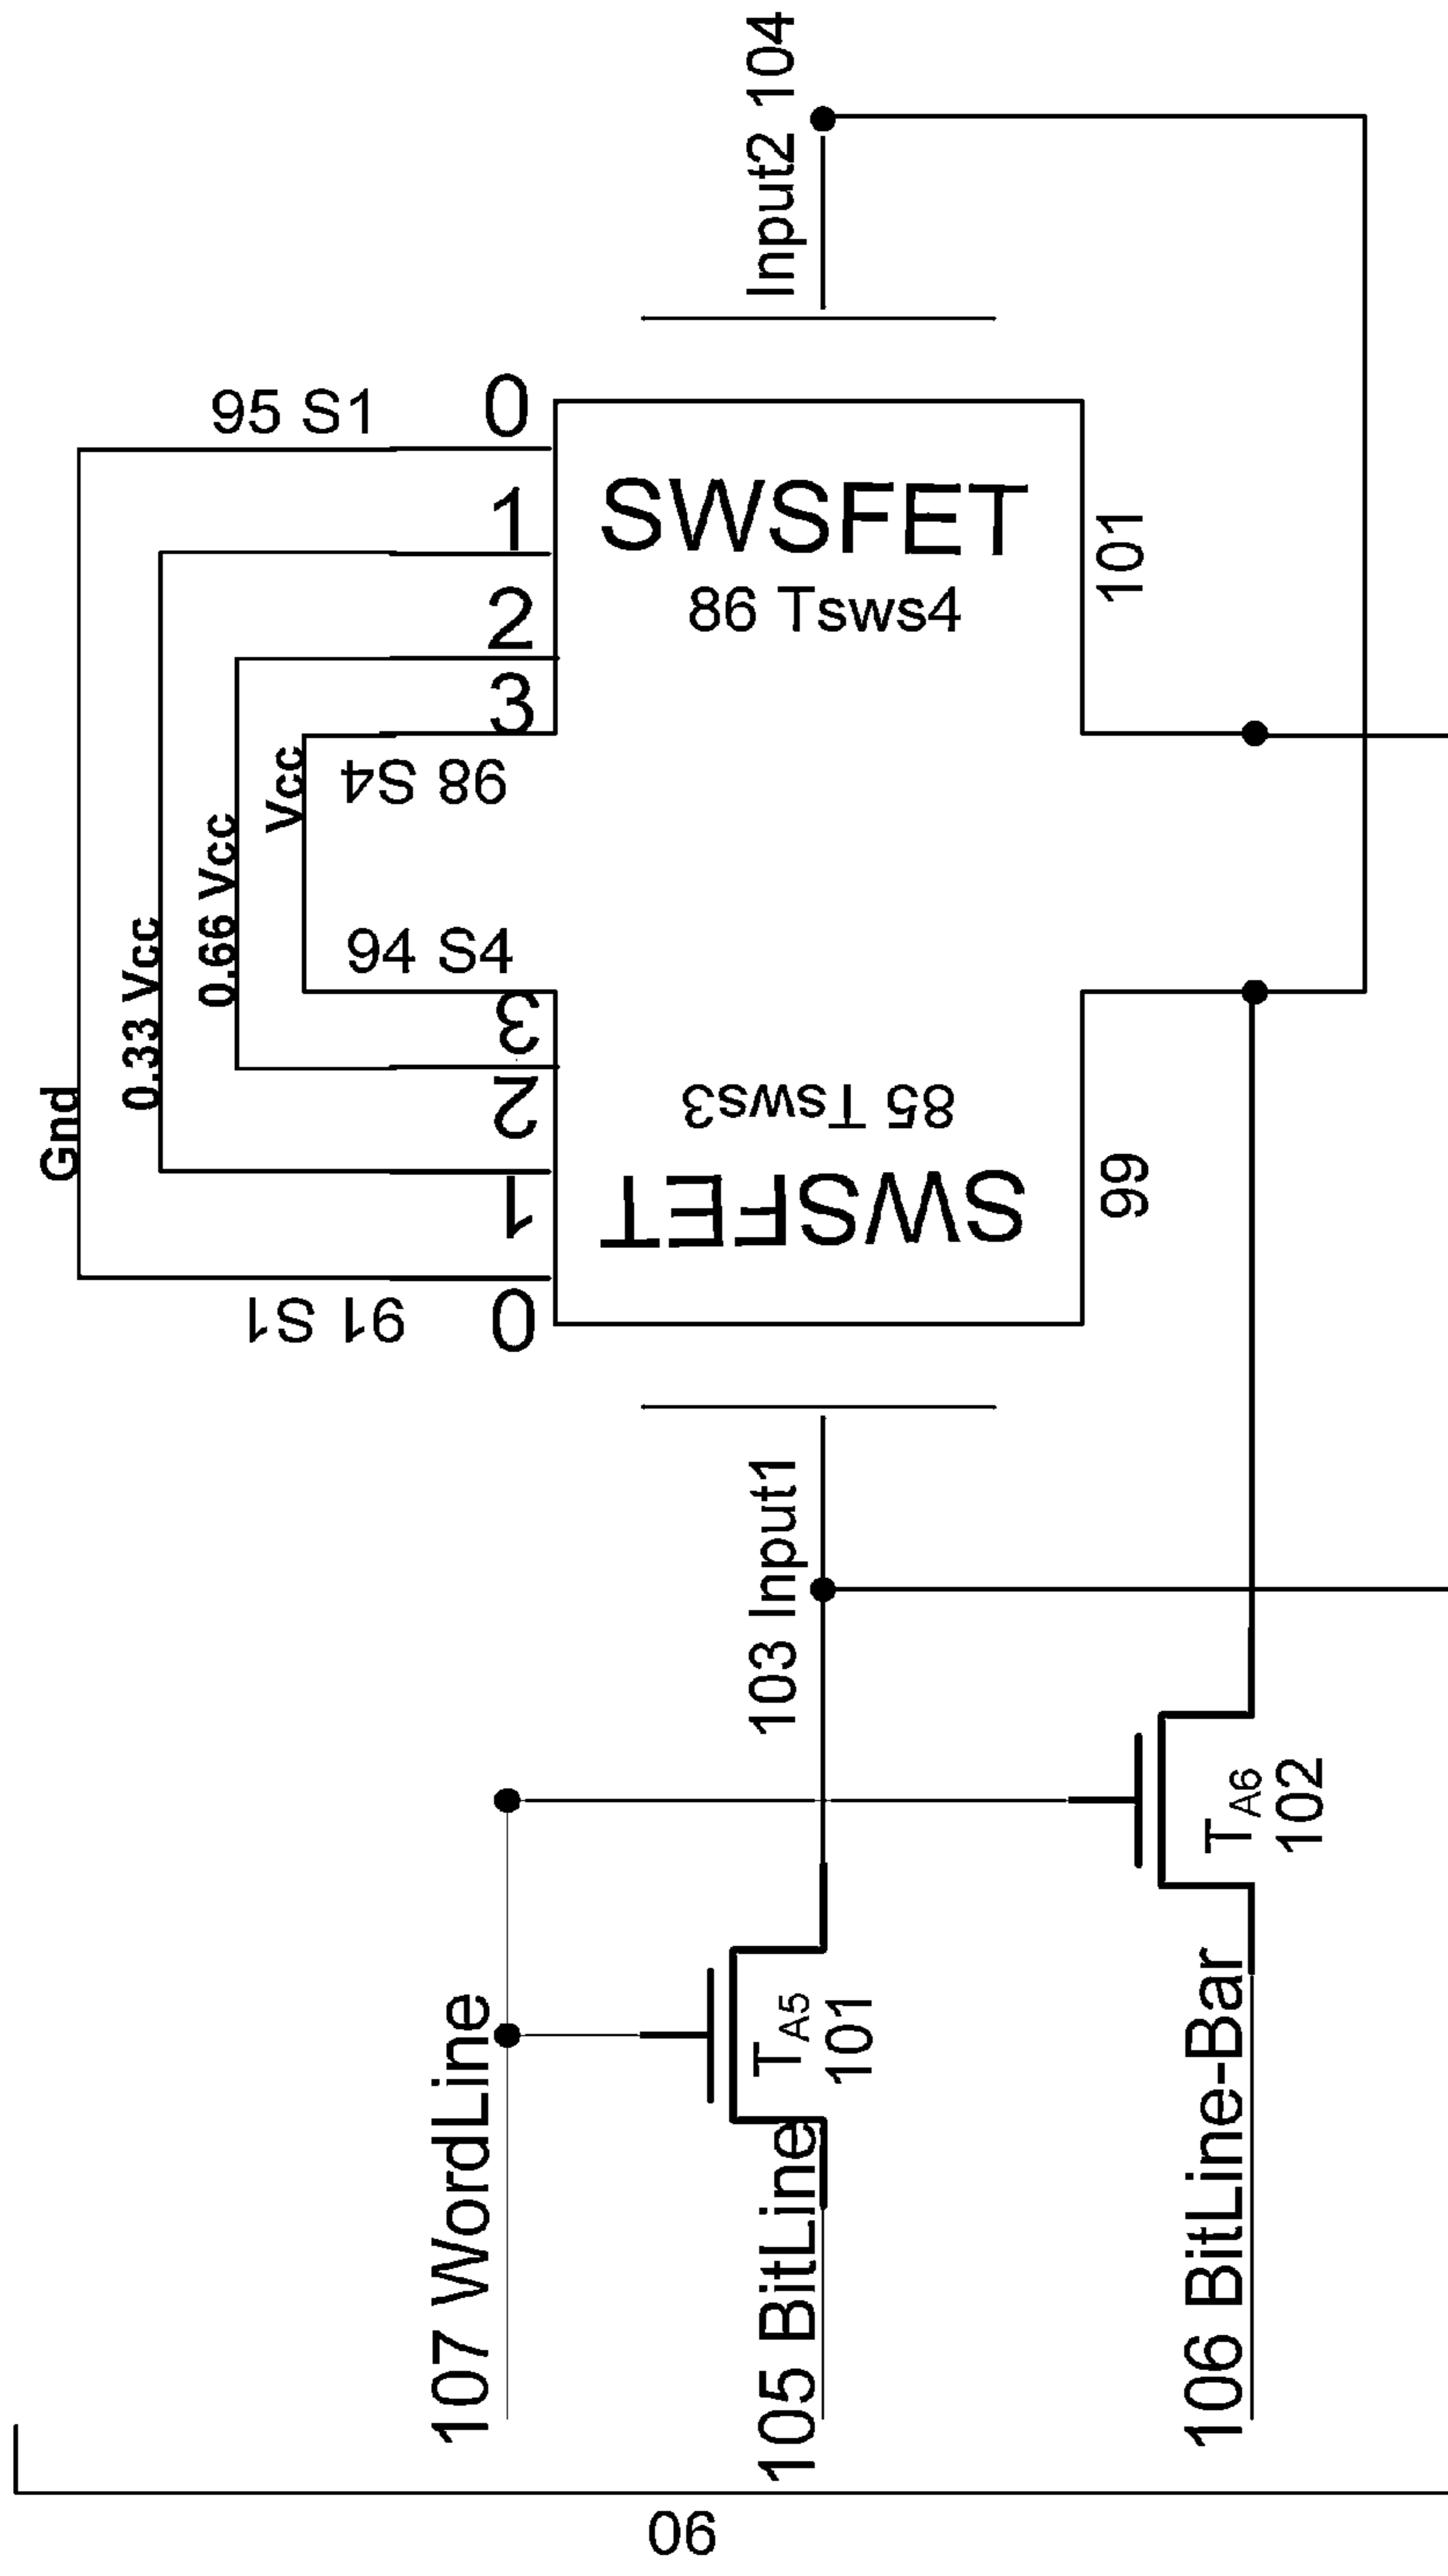 Gnd
0.33 Vcc
0.66 Vcc
Vcc
91 S1
94 S4
98 S4
95 S1
0
1
2
3
3
2
1
0
107 WordLine
103 Input1
SWSFET
85 Tsws3
SWSFET
86 Tsws4
Input2 104
105 BitLine
TA5
101
99
101
106 BitLine-Bar
TA6
102
90